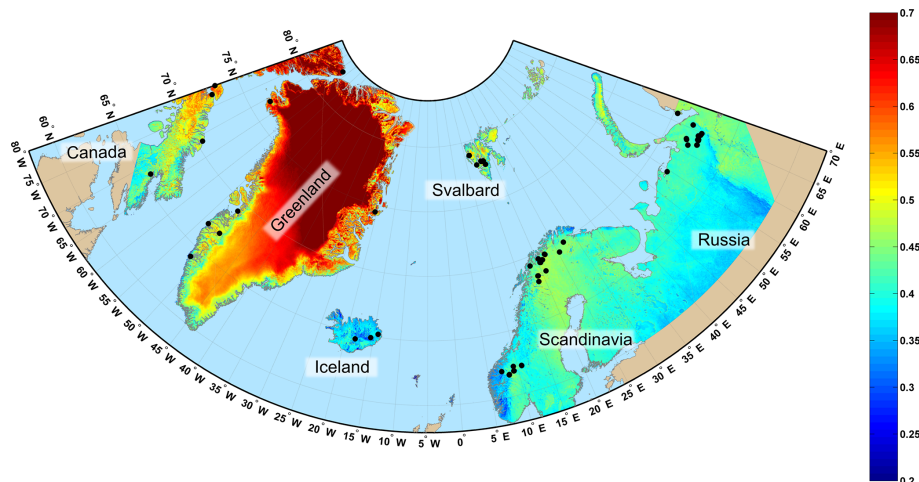 80° N
75° N
70° N
65° N
60° N
80° W
75° W
70° W
65° W
60° W
55° W
50° W
45° W
40° W
35° W
30° W
25° W
20° W
15° W
10° W
5° W
0°
5° E
10° E
15° E
20° E
25° E
30° E
35° E
40° E
45° E
50° E
55° E
60° E
65° E
70° E
Canada
Greenland
Svalbard
Russia
Scandinavia
Iceland
0.7
0.65
0.6
0.55
0.5
0.45
0.4
0.35
0.3
0.25
0.2